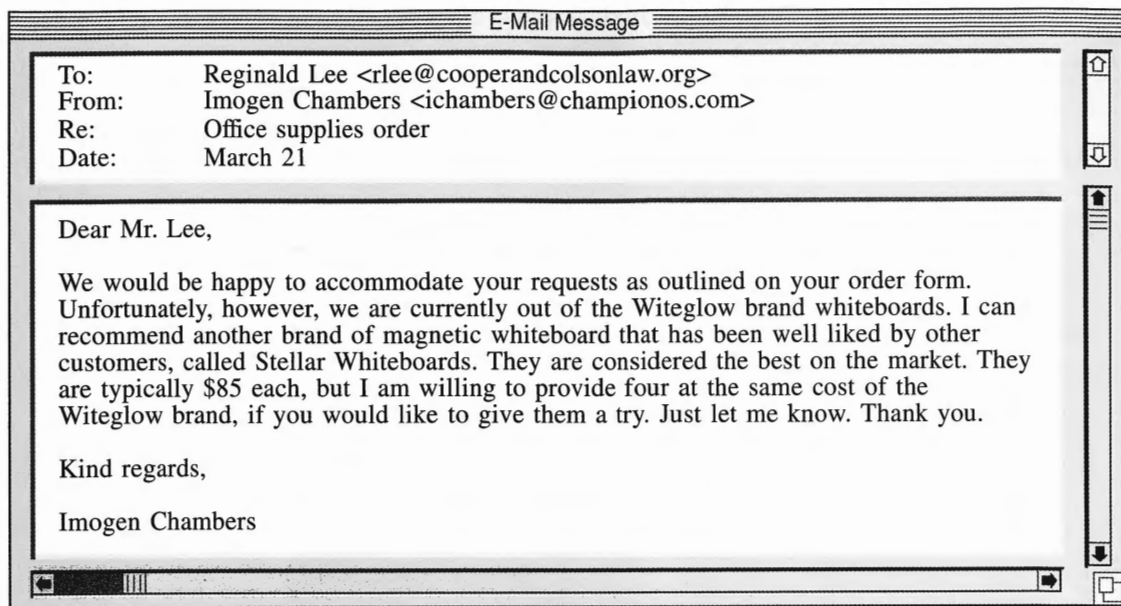 E-Mail Message
To: Reginald Lee <rlee@cooperandcolsonlaw.org>
From: Imogen Chambers <ichambers@championos.com>
Re: Office supplies order
Date: March 21
Dear Mr. Lee,
We would be happy to accommodate your requests as outlined on your order form.
Unfortunately, however, we are currently out of the Witeglow brand whiteboards. I can
recommend another brand of magnetic whiteboard that has been well liked by other
customers, called Stellar Whiteboards. They are considered the best on the market. They
are typically $85 each, but I am willing to provide four at the same cost of the
Witeglow brand, if you would like to give them a try. Just let me know. Thank you.
Kind regards,
Imogen Chambers